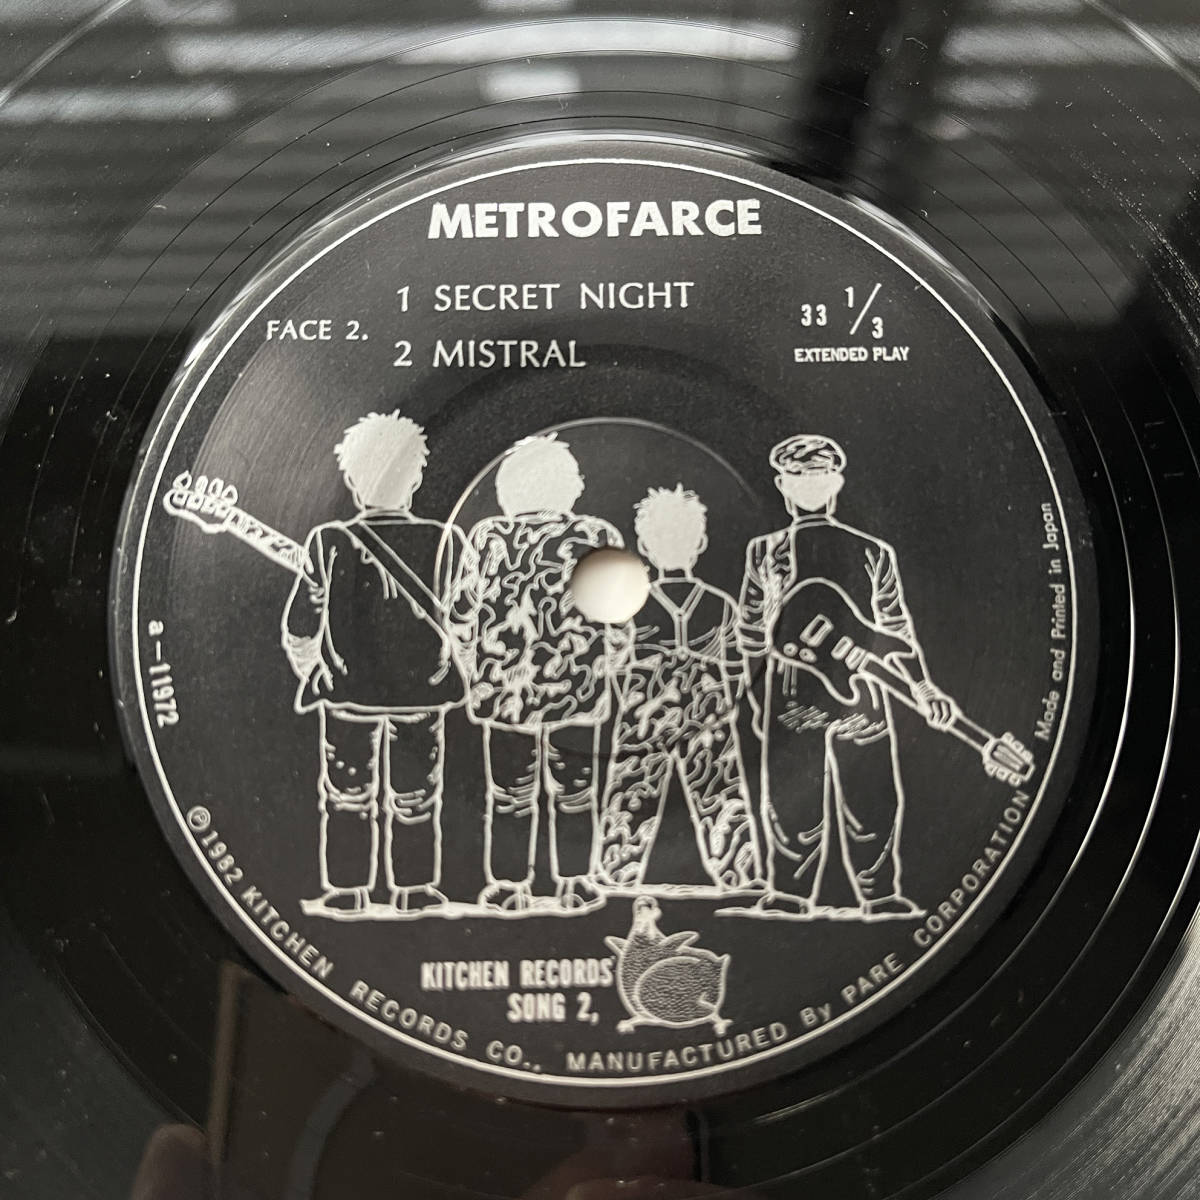 METROFARCE
FACE 2.
1 SECRET NIGHT
2 MISTRAL
33 1/3
EXTENDED PLAY
a-11972
KITCHEN RECORDS
SONG 2,
℗1982 KITCHEN RECORDS CO., MANUFACTURED By PARE CORPORATION Made and Printed in Japan